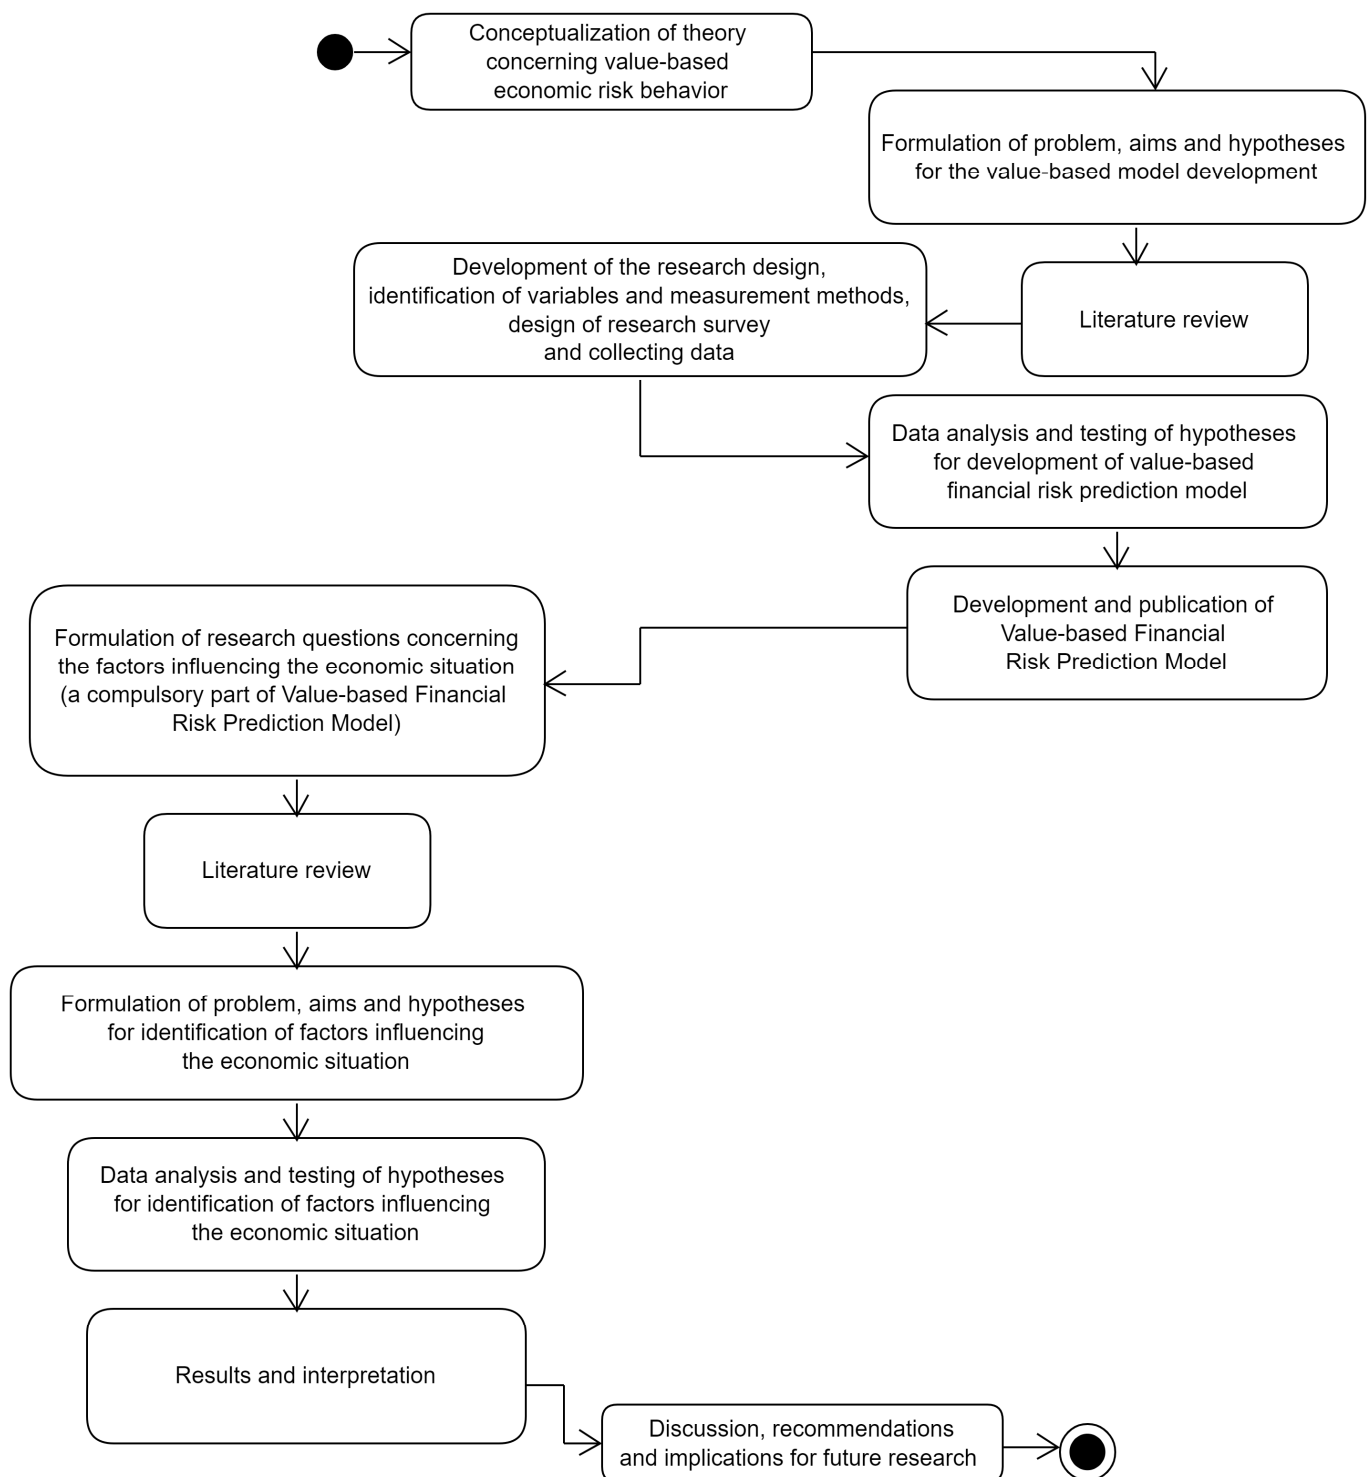 Conceptualization of theory
concerning value-based
economic risk behavior
Formulation of problem, aims and hypotheses
for the value-based model development
Literature review
Development of the research design,
identification of variables and measurement methods,
design of research survey
and collecting data
Data analysis and testing of hypotheses
for development of value-based
financial risk prediction model
Development and publication of
Value-based Financial
Risk Prediction Model
Formulation of research questions concerning
the factors influencing the economic situation
(a compulsory part of Value-based Financial
Risk Prediction Model)
Literature review
Formulation of problem, aims and hypotheses
for identification of factors influencing
the economic situation
Data analysis and testing of hypotheses
for identification of factors influencing
the economic situation
Results and interpretation
Discussion, recommendations
and implications for future research